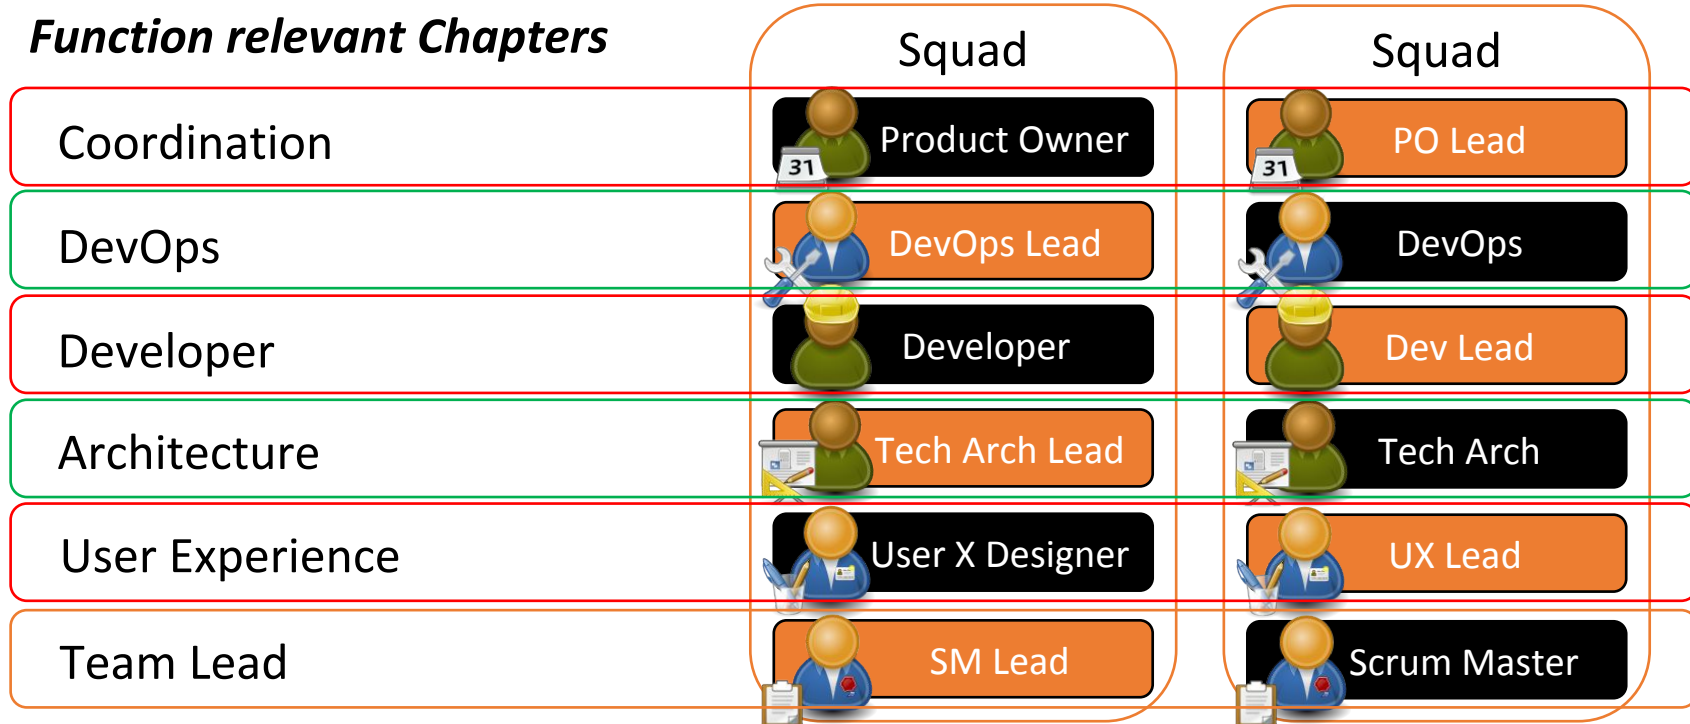 Function relevant Chapters
Squad
Squad
Coordination
31
Product Owner
31
PO Lead
DevOps
DevOps Lead
DevOps
Developer
Developer
Dev Lead
Architecture
Tech Arch Lead
Tech Arch
User Experience
User X Designer
UX Lead
Team Lead
SM Lead
Scrum Master